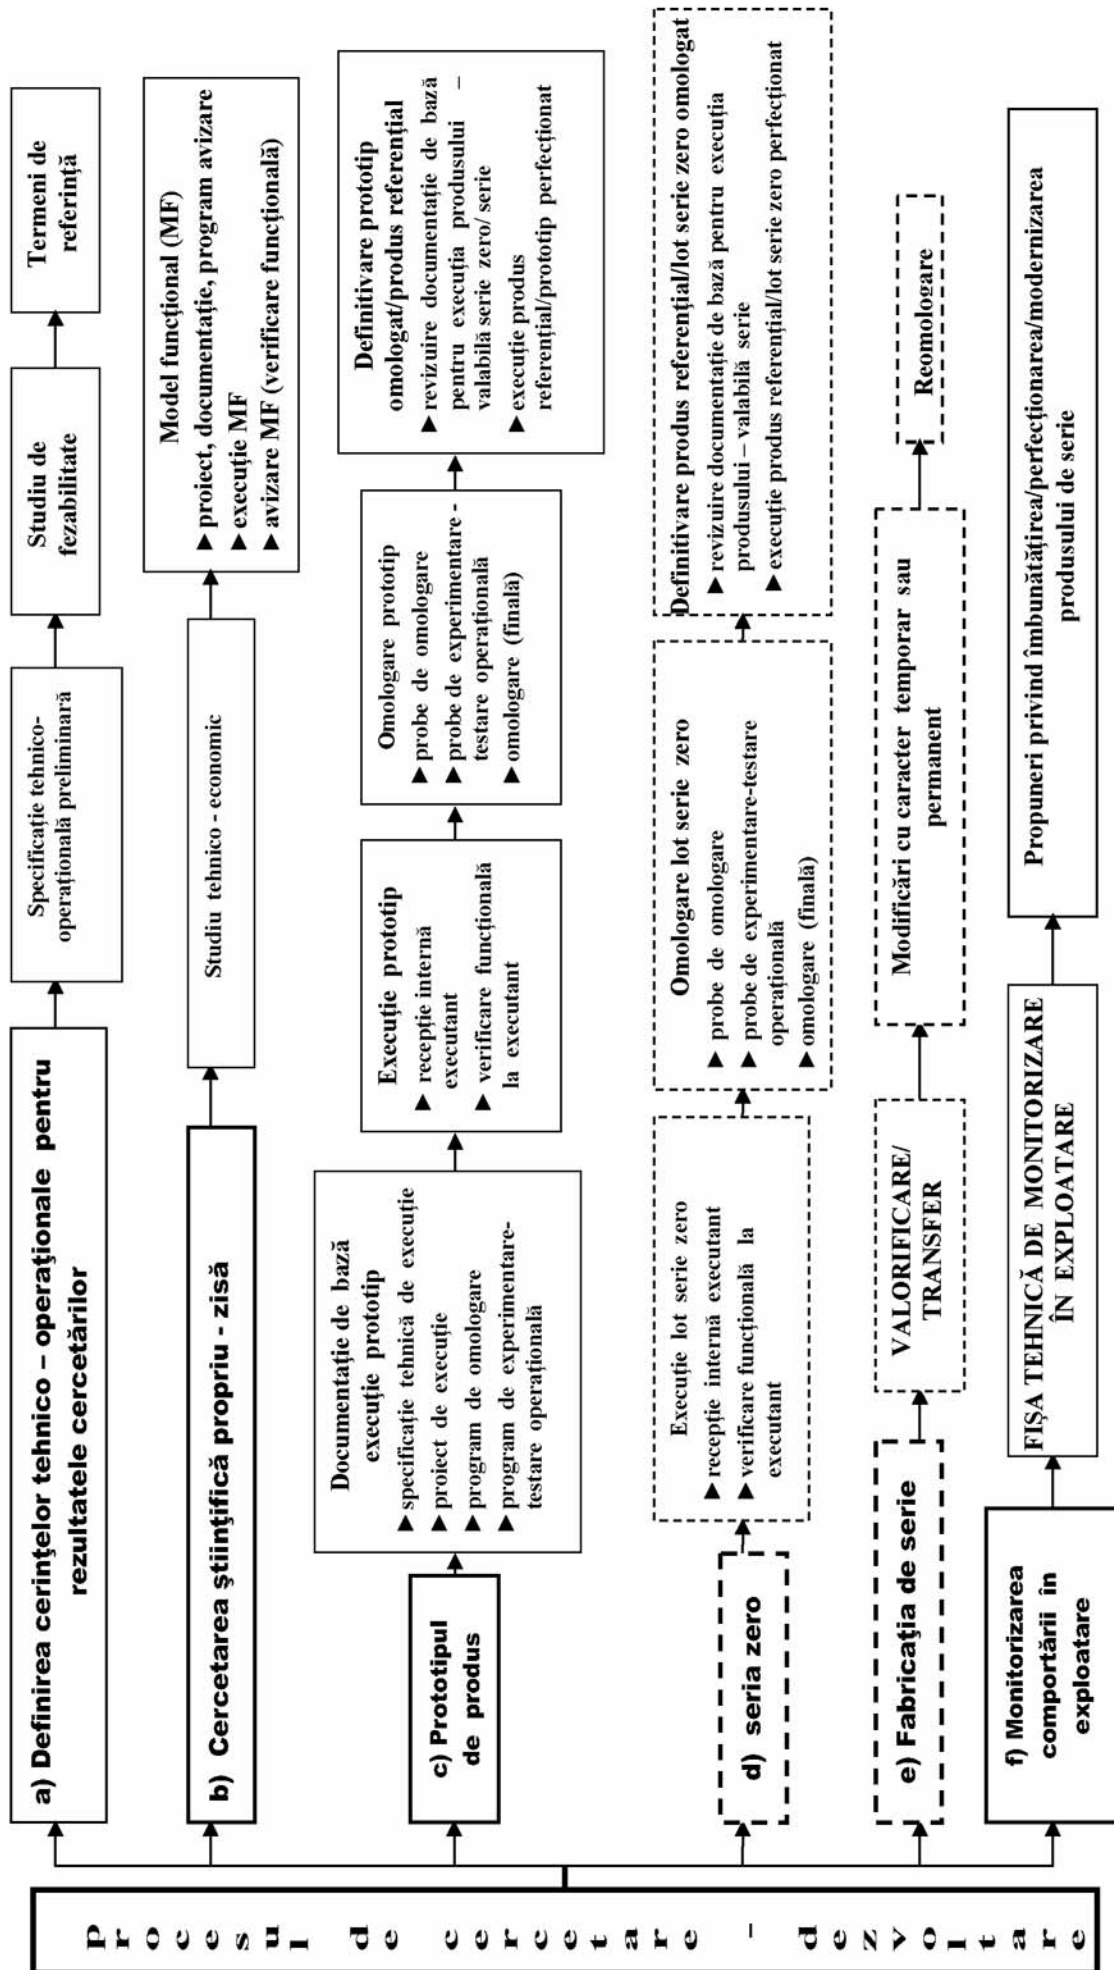 Procesul de cercetare – dezvoltare
a) Definirea cerinţelor tehnico – operaţionale pentru
rezultatele cercetărilor
Specificaţie tehnico-
operaţională preliminară
Studiu de
fezabilitate
Termeni de
referinţă
b) Cercetarea ştiinţifică propriu - zisă
Studiu tehnico - economic
Model funcţional (MF)
▶ proiect, documentaţie, program avizare
▶ execuţie MF
▶ avizare MF (verificare funcţională)
c) Prototipul
de produs
Documentaţie de bază
execuţie prototip
▶ specificaţie tehnică de execuţie
▶ proiect de execuţie
▶ program de omologare
▶ program de experimentare-
testare operaţională
Execuţie prototip
▶ recepţie internă
executant
▶ verificare funcţională
la executant
Omologare prototip
▶ probe de omologare
▶ probe de experimentare -
testare operaţională
▶ omologare (finală)
Definitivare prototip
omologat/produs referenţial
▶ revizuire documentaţie de bază
pentru execuţia produsului –
valabilă serie zero/ serie
▶ execuţie produs
referenţial/prototip perfecţionat
d) seria zero
Execuţie lot serie zero
▶ recepţie internă executant
▶ verificare funcţională la
executant
Omologare lot serie zero
▶ probe de omologare
▶ probe de experimentare-testare
operaţională
▶ omologare (finală)
Definitivare produs referenţial/lot serie zero omologat
▶ revizuire documentaţie de bază pentru execuţia
produsului – valabilă serie
▶ execuţie produs referenţial/lot serie zero perfecţionat
e) Fabricaţia de serie
VALORIFICARE/
TRANSFER
Modificări cu caracter temporar sau
permanent
Reomologare
f) Monitorizarea
comportării în
exploatare
FIŞA TEHNICĂ DE MONITORIZARE
ÎN EXPLOATARE
Propuneri privind îmbunătăţirea/perfecţionarea/modernizarea
produsului de serie